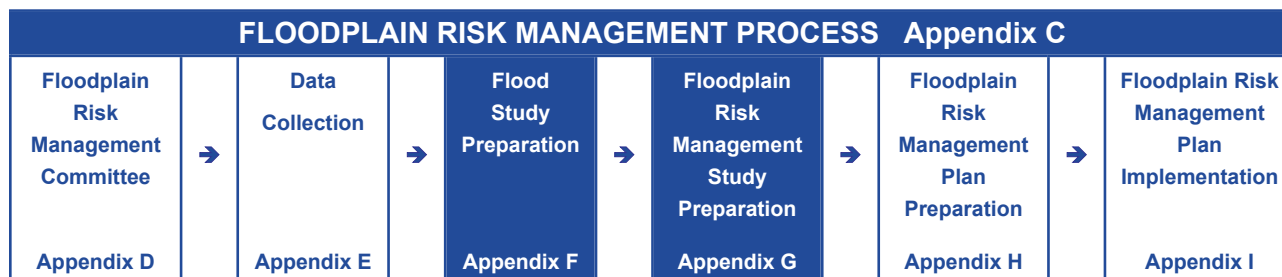 FLOODPLAIN RISK MANAGEMENT PROCESS Appendix C
Floodplain
Risk
Management
Committee
Appendix D
➔
Data
Collection
Appendix E
➔
Flood
Study
Preparation
Appendix F
➔
Floodplain
Risk
Management
Study
Preparation
Appendix G
➔
Floodplain
Risk
Management
Plan
Preparation
Appendix H
➔
Floodplain Risk
Management
Plan
Implementation
Appendix I